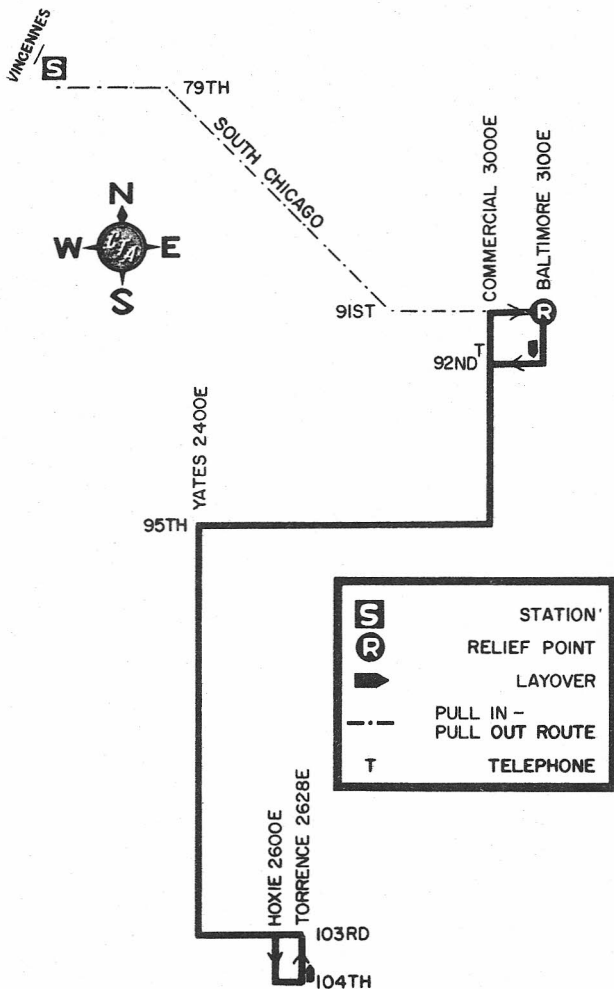 VINCENNES
S
79TH
SOUTH CHICAGO
N
W CTA E
S
COMMERCIAL 3000E
BALTIMORE 3100E
91ST
R
T
92ND
YATES 2400E
95TH
S STATION
R RELIEF POINT
LAYOVER
PULL IN -
PULL OUT ROUTE
T TELEPHONE
HOXIE 2600E
TORRENCE 2628E
103RD
104TH